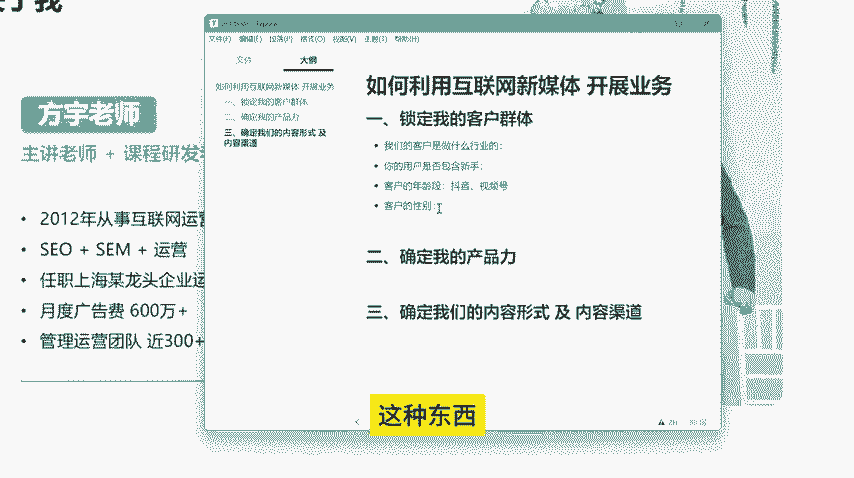 了我
文件(F) 编辑(E) 段落(P) 格式(O) 视图(V) 主题(T) 帮助(H)
文件 大纲
如何利用互联网新媒体 开展业务
一、锁定我的客户群体
二、确定我的产品力
三、确定我们的内容形式 及
内容渠道
如何利用互联网新媒体 开展业务
一、锁定我的客户群体
• 我们的客户是做什么行业的：
• 你的用户是否包含新手；
• 客户的年龄段：抖音、视频号
• 客户的性别：
二、确定我的产品力
三、确定我们的内容形式 及 内容渠道
方宇老师
主讲老师 + 课程研发
• 2012年从事互联网运营
• SEO + SEM + 运营
• 任职上海某龙头企业运
• 月度广告费 600万+
• 管理运营团队 近300+
这种东西